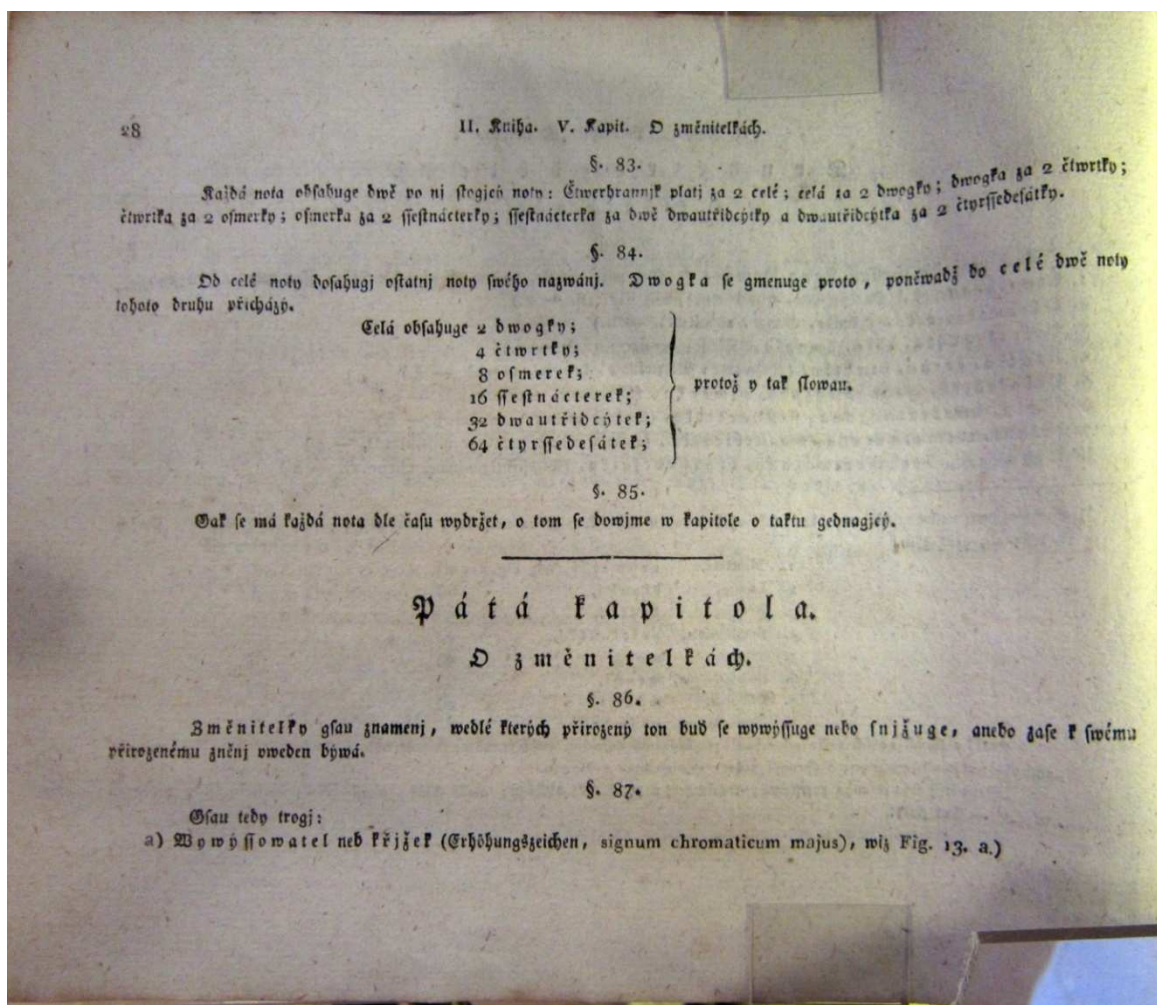 28 II. Kniha. V. Kapit. O změnitelkách.
§. 83.
Každá nota obsahuge dwě po nj stogjcý noty: Čtwerhrannjk platj za 2 celé; celá za 2 dwogky; dwogka za 2 čtwrtky;
čtwrtka za 2 osmerky; osmerka za 2 ssestnácterky; ssestnácterka za dwě dwautřidcýtky a dwautřidcýtka za 2 čtyrssedesátky.
§. 84.
Od celé noty dosahugj ostatnj noty swého nazwánj. Dwogka se gmenuge proto, poněwadž do celé dwě noty
tohoto druhu přicházý.
Celá obsahuge 2 dwogky;
4 čtwrtky;
8 osmerek;
16 ssestnácterek;
32 dwautřidcýtek;
64 čtyrssedesátek;
protož y tak slowau.
§. 85.
Gak se má každá nota dle času wydržet, o tom se dowjme w kapitole o taktu gednagjcý.
Pátá kapitola.
O změnitelkách.
§. 86.
Změnitelky gsau znamenj, wedlé kterých přirozený ton buď se wywýssuge nebo snjžuge, anebo zase k swému
přirozenému zněnj uweden býwá.
§. 87.
Gsau tedy trogj:
a) Wywýssowatel neb křjžek (Erhöhungszeichen, signum chromaticum majus), wiz Fig. 13. a.)